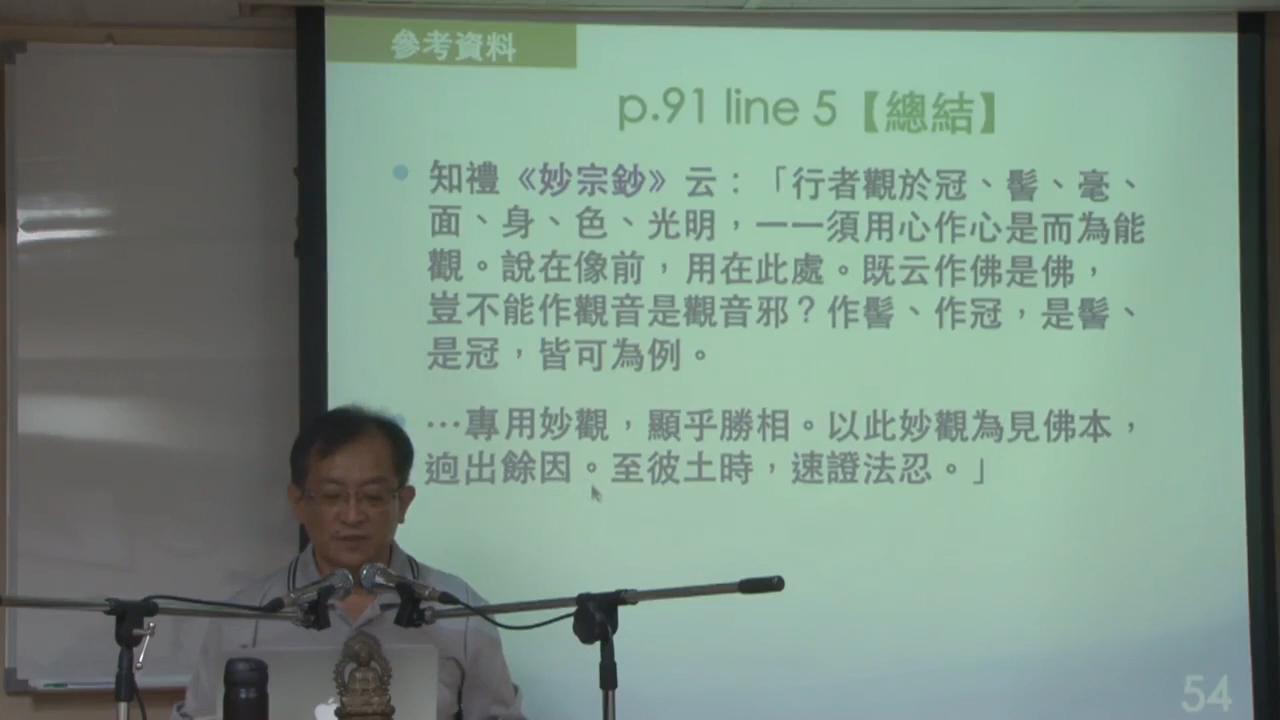 參考資料
p.91 line 5【總結】
知禮《妙宗鈔》云：「行者觀於冠、髻、毫、
面、身、色、光明，一一須用心作心是而為能
觀。說在像前，用在此處。既云作佛是佛，
豈不能作觀音是觀音邪？作髻、作冠，是髻、
是冠，皆可為例。
…專用妙觀，顯乎勝相。以此妙觀為見佛本，
逈出餘因。至彼土時，速證法忍。」
54